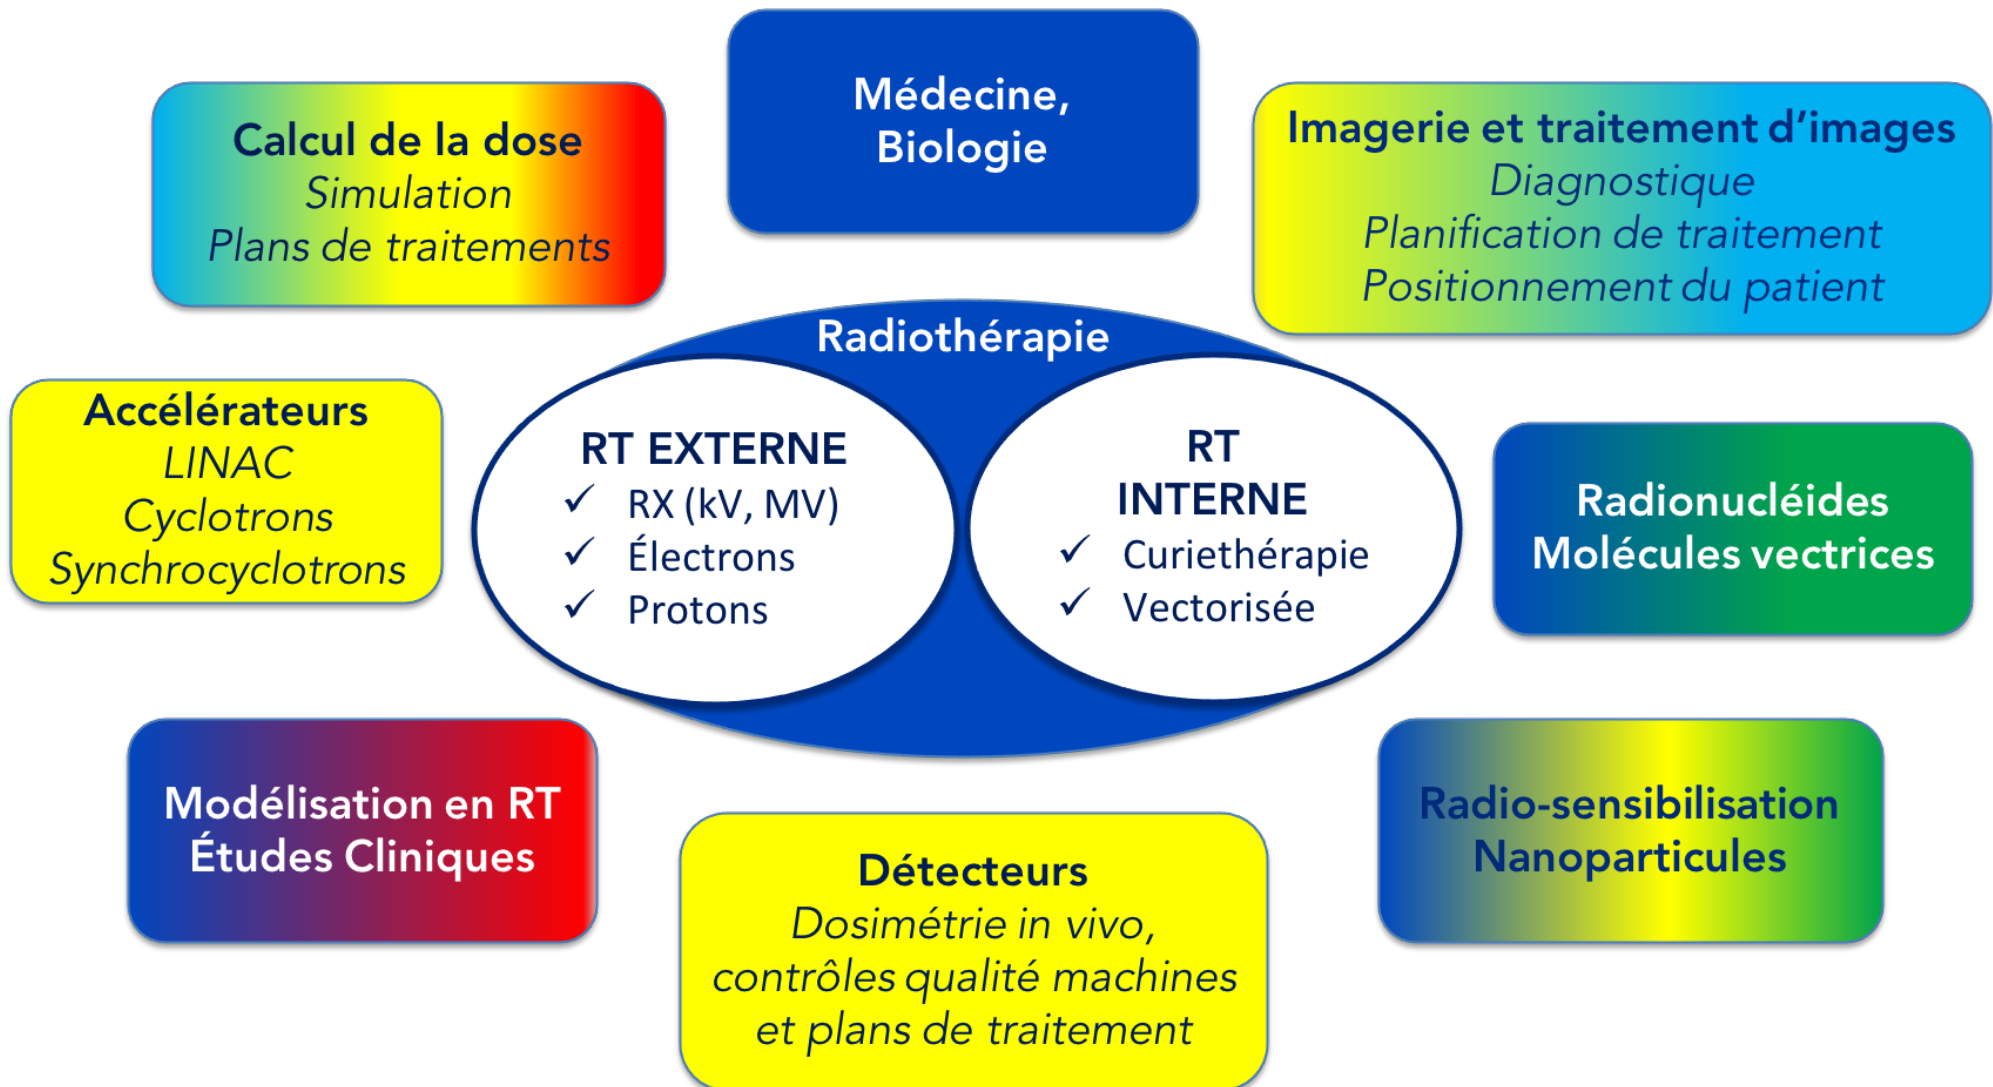 Médecine,
Biologie
Calcul de la dose
Simulation
Plans de traitements
Imagerie et traitement d'images
Diagnostique
Planification de traitement
Positionnement du patient
Radiothérapie
Accélérateurs
LINAC
Cyclotrons
Synchrocyclotrons
RT EXTERNE
✓ RX (kV, MV)
✓ Électrons
✓ Protons
RT
INTERNE
✓ Curiethérapie
✓ Vectorisée
Radionucléides
Molécules vectrices
Modélisation en RT
Études Cliniques
Détecteurs
Dosimétrie in vivo,
contrôles qualité machines
et plans de traitement
Radio-sensibilisation
Nanoparticules